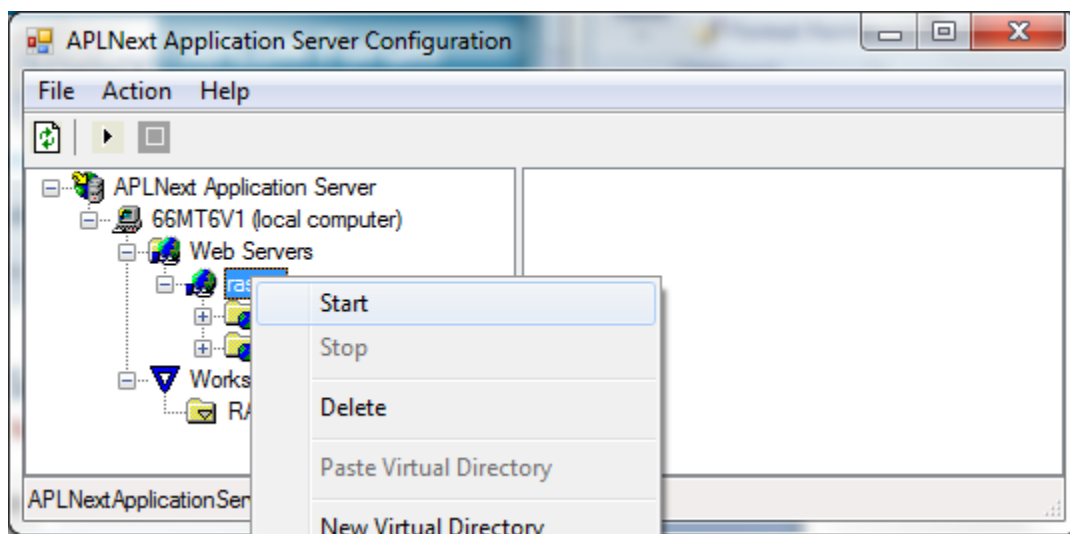 APLNext Application Server Configuration
File Action Help
APLNext Application Server
66MT6V1 (local computer)
Web Servers
Start
Stop
Delete
Paste Virtual Directory
New Virtual Directory